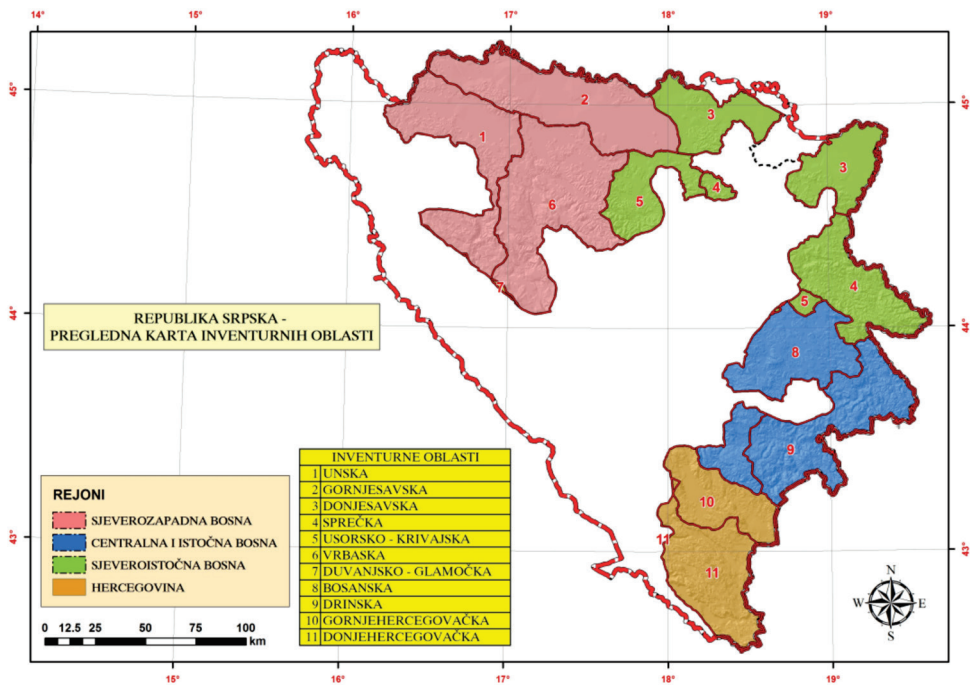 14° 15° 16° 17° 18° 19°
45° 45°
2
3
1
3
4
5
6
7
4
44° 44°
5
8
REPUBLIKA SRPSKA -
PREGLEDNA KARTA INVENTURNIH OBLASTI
9
INVENTURNE OBLASTI
1 UNSKA
2 GORNJESAVSKA
3 DONJESAVSKA
4 SPREČKA
5 USORSKO - KRIVAJSKA
6 VRBASKA
7 DUVANJSKO - GLAMOČKA
8 BOSANSKA
9 DRINSKA
10 GORNJEHERCEGOVAČKA
11 DONJEHERCEGOVAČKA
10
11
11
43° 43°
REJONI
SJEVEROZAPADNA BOSNA
CENTRALNA I ISTOČNA BOSNA
SJEVEROISTOČNA BOSNA
HERCEGOVINA
0 12.5 25 50 75 100
km
N
W E
S
15° 16° 17° 18° 19°